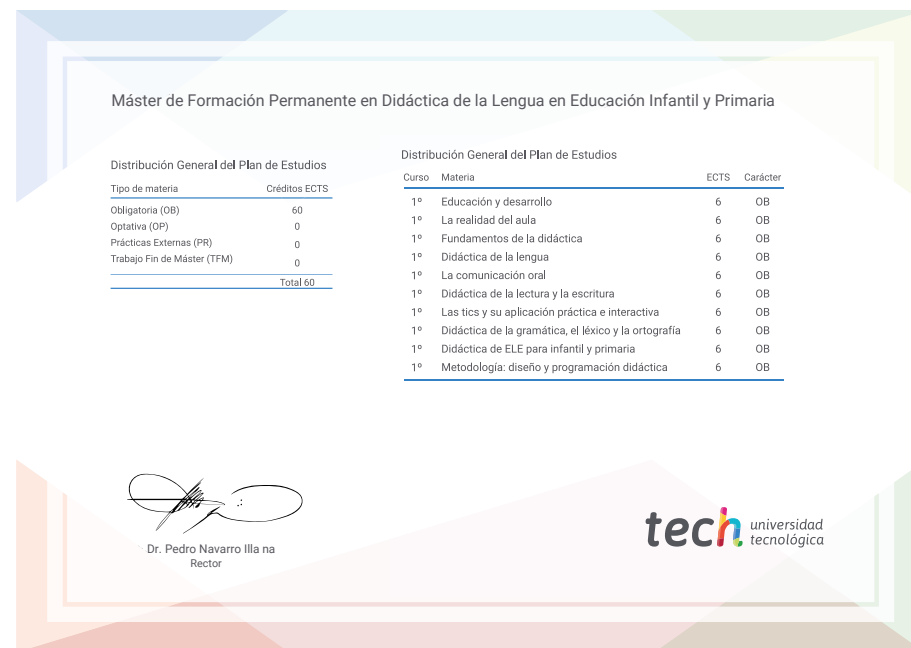 Máster de Formación Permanente en Didáctica de la Lengua en Educación Infantil y Primaria
Distribución General del Plan de Estudios
Tipo de materia Créditos ECTS
Obligatoria (OB) 60
Optativa (OP) 0
Prácticas Externas (PR) 0
Trabajo Fin de Máster (TFM) 0
Total 60
Distribución General del Plan de Estudios
Curso Materia ECTS Carácter
1º Educación y desarrollo 6 OB
1º La realidad del aula 6 OB
1º Fundamentos de la didáctica 6 OB
1º Didáctica de la lengua 6 OB
1º La comunicación oral 6 OB
1º Didáctica de la lectura y la escritura 6 OB
1º Las tics y su aplicación práctica e interactiva 6 OB
1º Didáctica de la gramática, el léxico y la ortografía 6 OB
1º Didáctica de ELE para infantil y primaria 6 OB
1º Metodología: diseño y programación didáctica 6 OB
Dr. Pedro Navarro Illa na
Rector
tech universidad
tecnológica